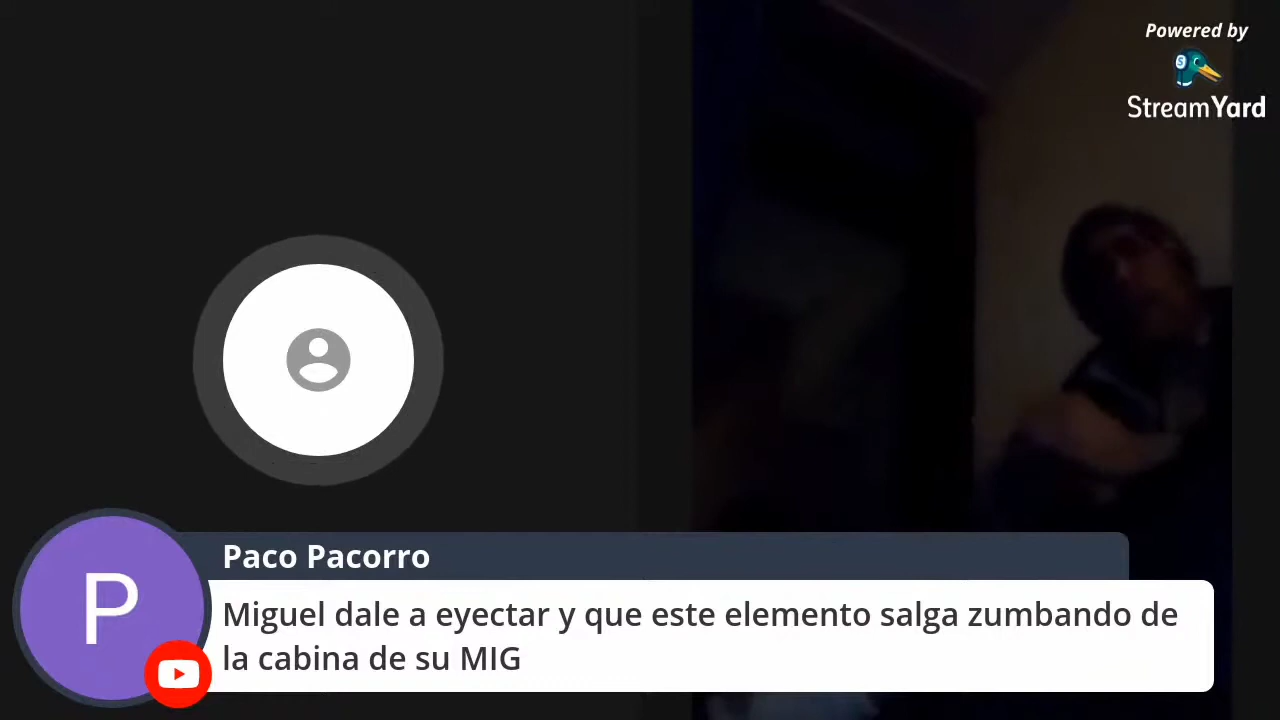 Powered by
StreamYard
Paco Pacorro
P
Miguel dale a eyectar y que este elemento salga zumbando de
la cabina de su MIG